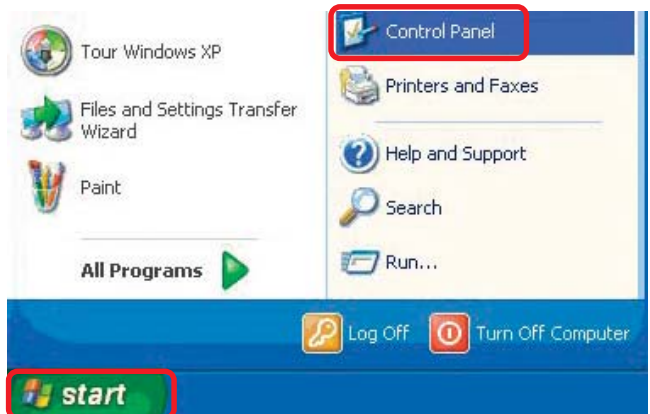 Tour Windows XP
Files and Settings Transfer
Wizard
Paint
All Programs
Control Panel
Printers and Faxes
Help and Support
Search
Run...
Log Off
Turn Off Computer
start